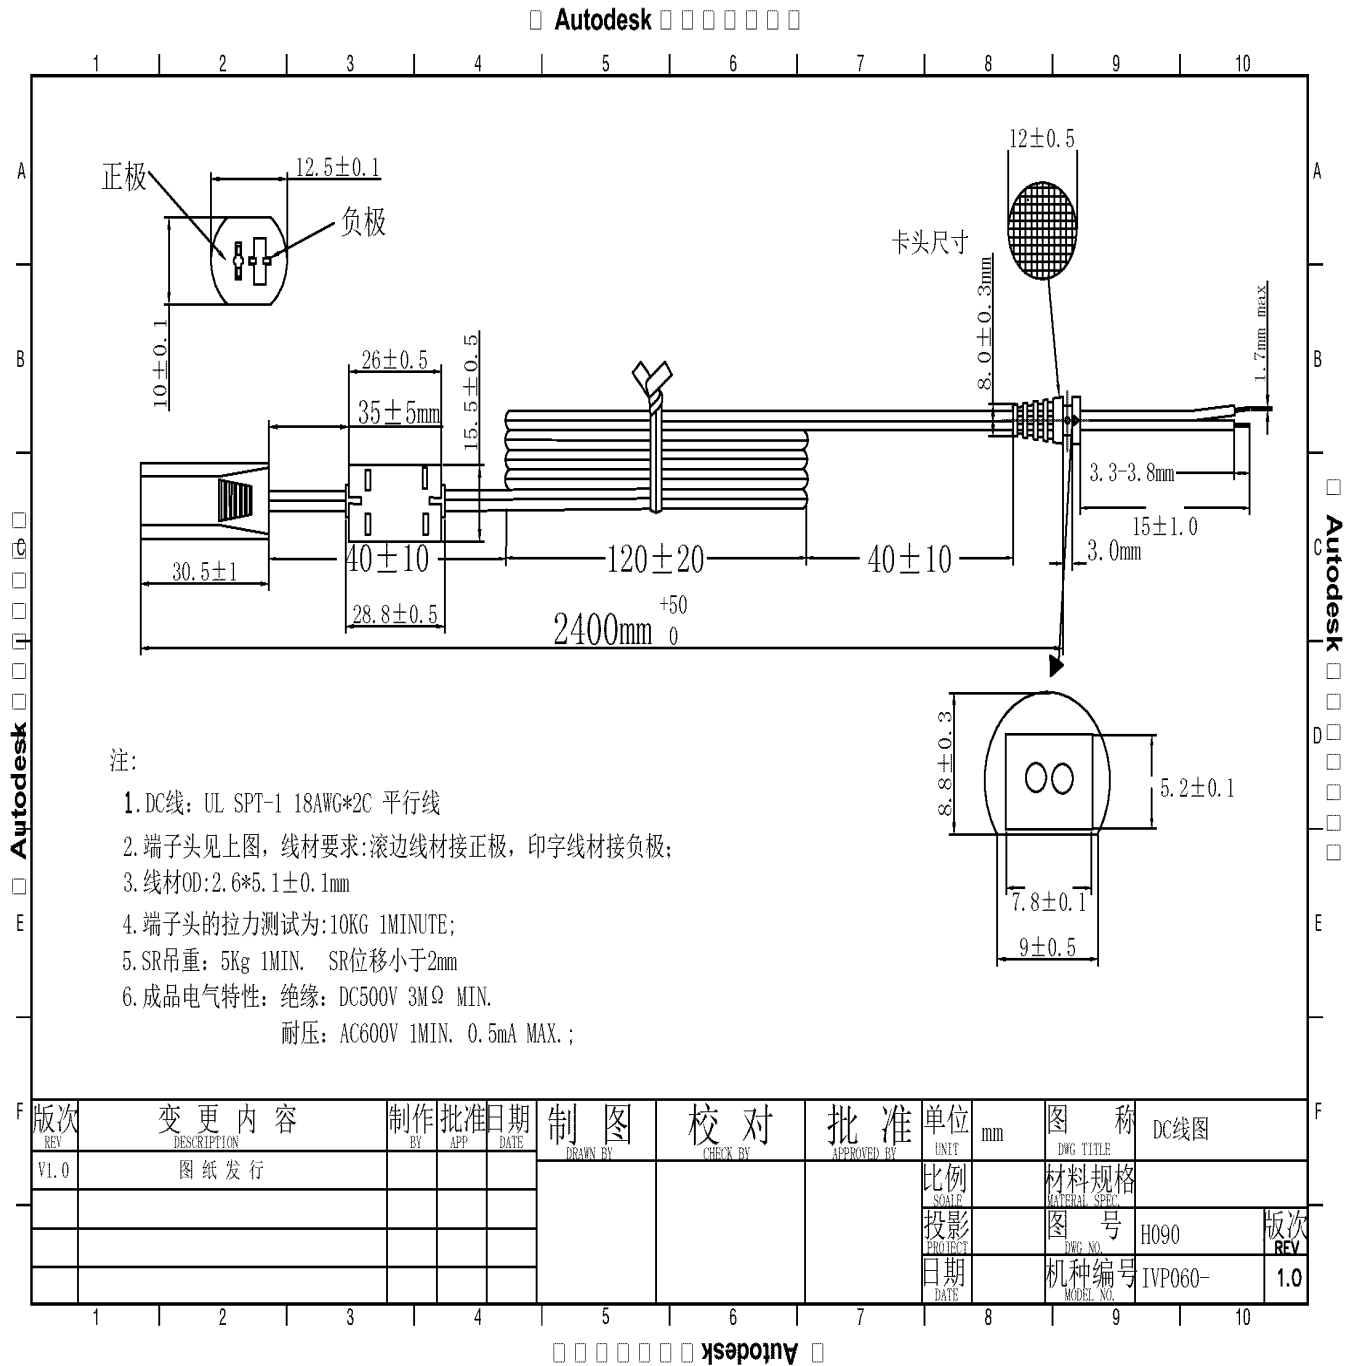 Autodesk
1 2 3 4 5 6 7 8 9 10
A A
正极
12.5±0.1
负极
10±0.1
12±0.5
卡头尺寸
8.0±0.3mm
1.7mm max
B B
26±0.5
35±5mm
15.5±0.5
3.3-3.8mm
15±1.0
3.0mm
C C
40±10
120±20
40±10
30.5±1
28.8±0.5
2400mm +50 0
Autodesk
Autodesk
D
8.8±0.3
5.2±0.1
7.8±0.1
9±0.5
注:
1.DC线: UL SPT-1 18AWG*2C 平行线
2.端子头见上图, 线材要求:滚边线材接正极, 印字线材接负极;
3.线材OD:2.6*5.1±0.1mm
4.端子头的拉力测试为:10KG 1MINUTE;
5.SR吊重: 5Kg 1MIN. SR位移小于2mm
6.成品电气特性: 绝缘: DC500V 3MΩ MIN.
耐压: AC600V 1MIN. 0.5mA MAX.;
E E
F F
版次 变更内容 制作 批准 日期 制图 校对 批准 单位 mm 图称 DC线图
REV DESCRIPTION BY APP DATE DRAWN BY CHECK BY APPROVED BY UNIT DWG TITLE
V1.0 图纸发行
比例 材料规格
SOALE MATERAL SPEC.
投影 图号 H090 版次
PROJECT DWG NO. REV
日期 机种编号 IVP060- 1.0
DATE MODEL NO.
1 2 3 4 5 6 7 8 9 10
Autodesk